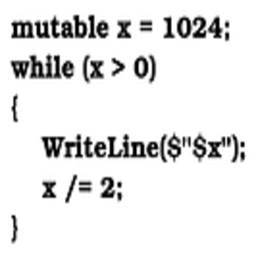 mutable x = 1024;
while (x > 0)
{
WriteLine($"$x");
x /= 2;
}